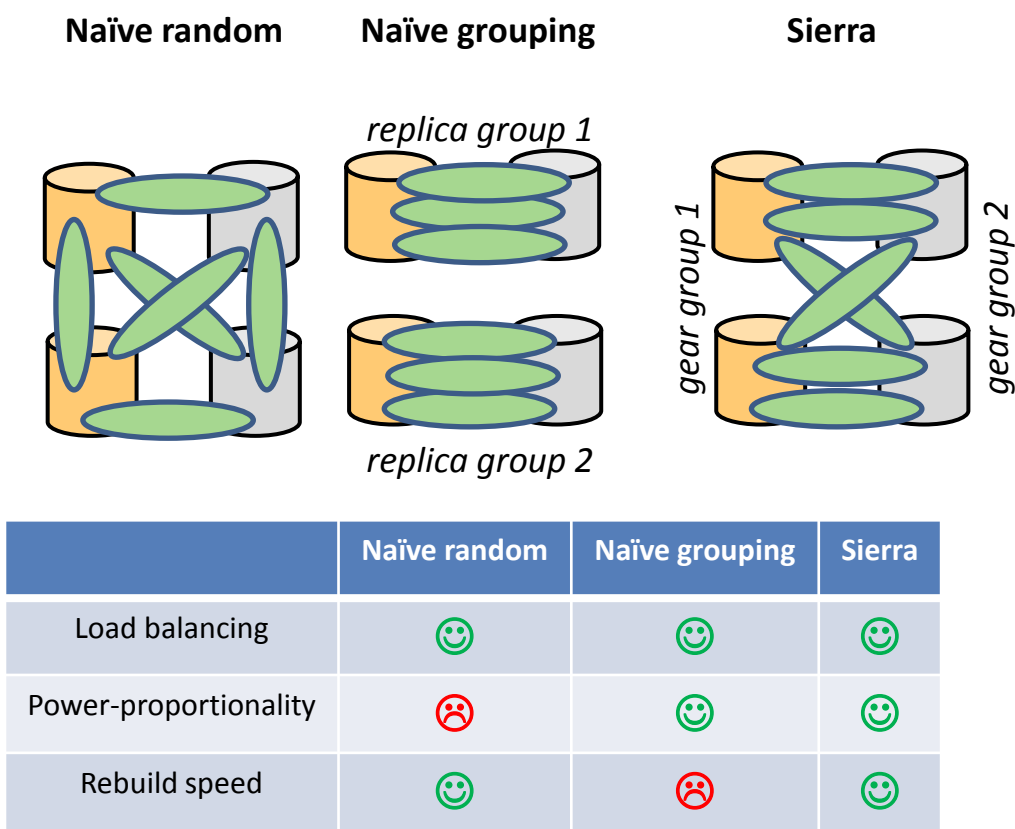 Naïve random Naïve grouping Sierra
replica group 1
gear group 1
gear group 2
replica group 2
Naïve random Naïve grouping Sierra
Load balancing
Power-proportionality
Rebuild speed